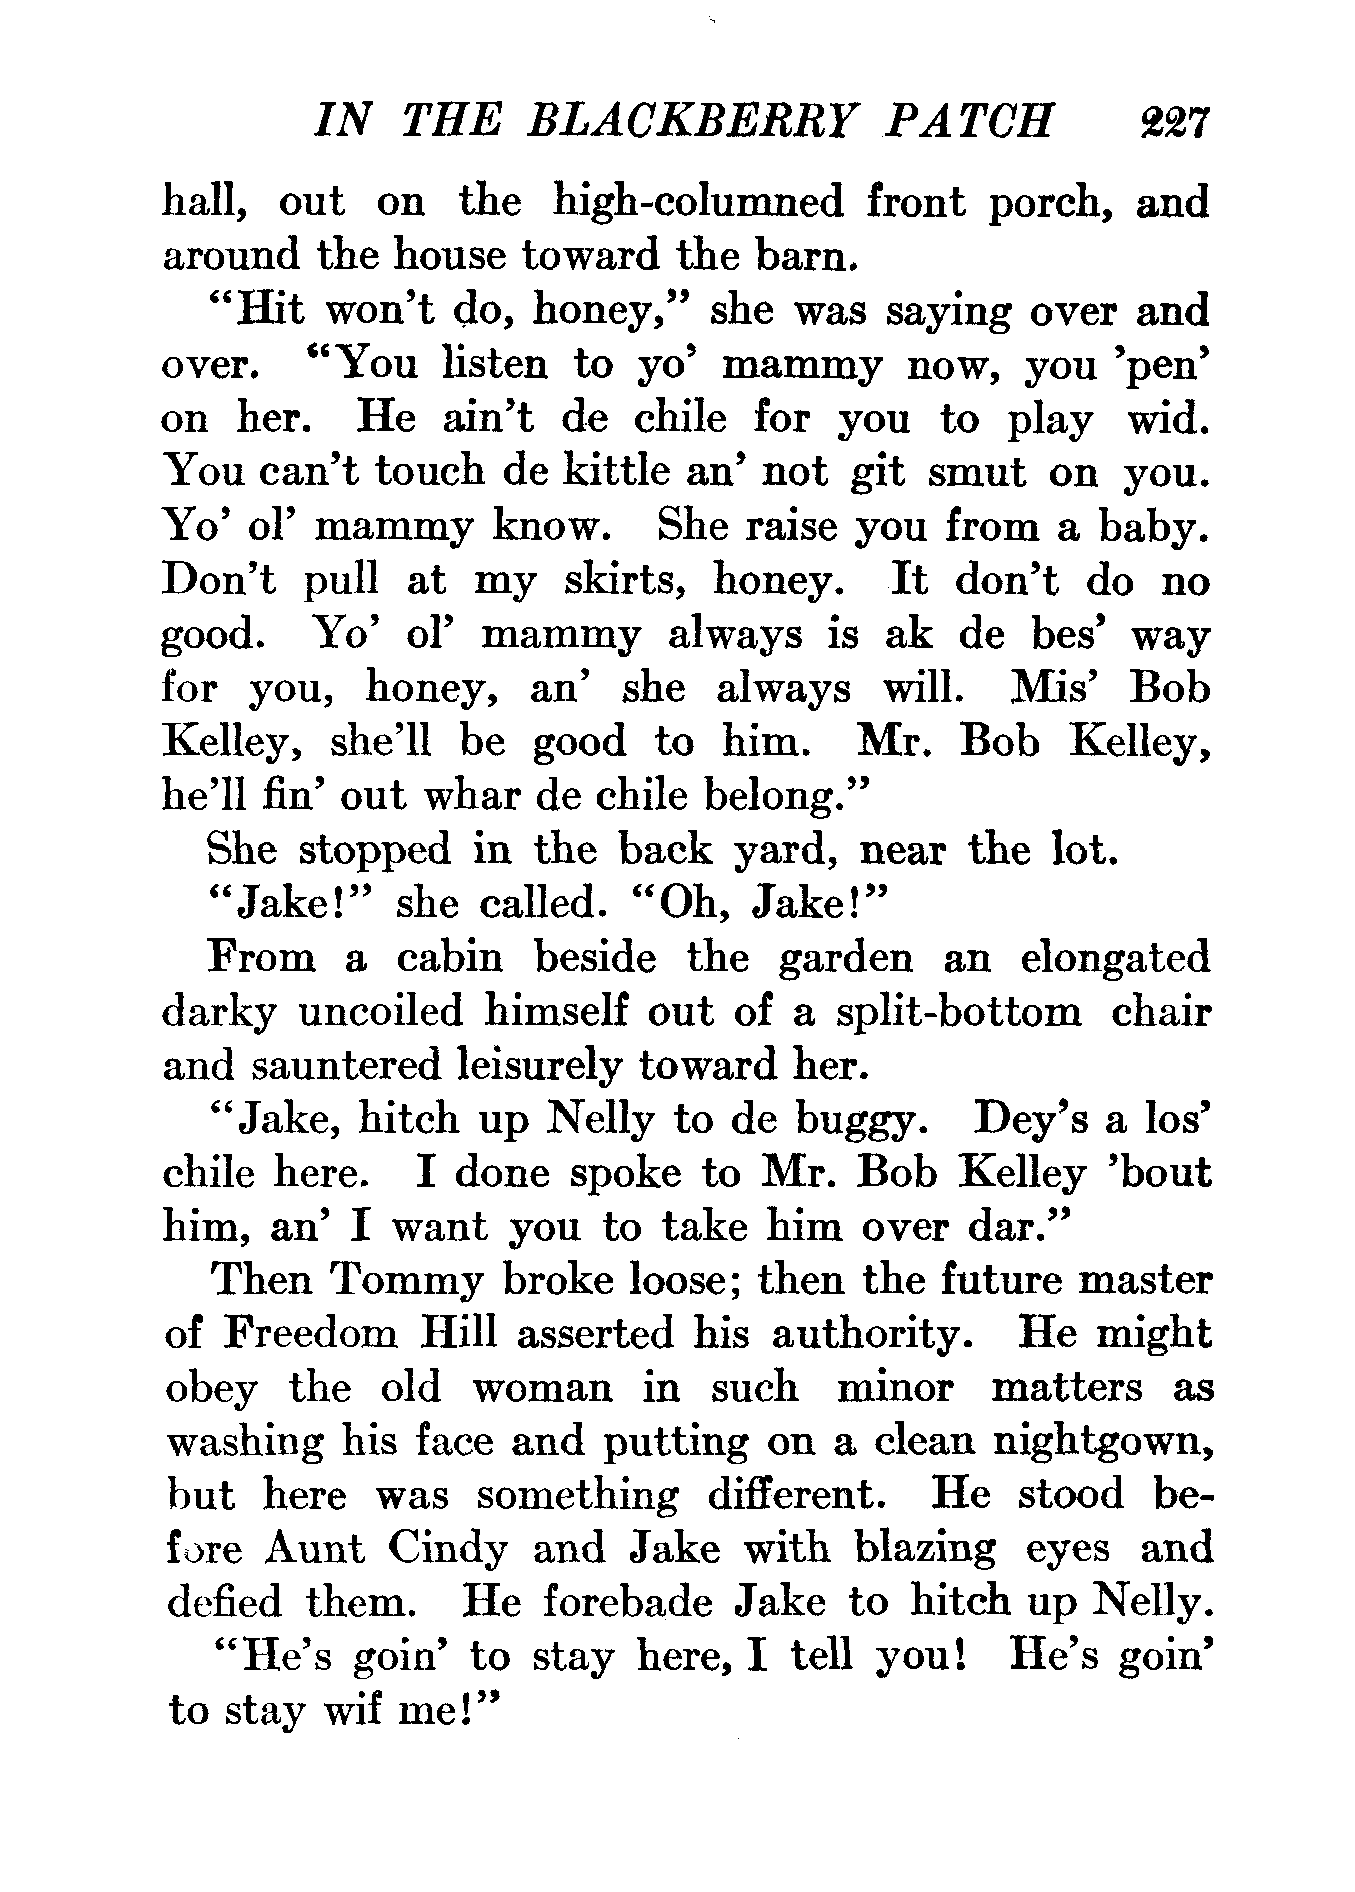 IN THE BLACKBERRY PATCH 227
hall, out on the high-columned front porch, and
around the house toward the barn.
“Hit won’t do, honey,” she was saying over and
over. “You listen to yo’ mammy now, you ’pen’
on her. He ain’t de chile for you to play wid.
You can’t touch de kittle an’ not git smut on you.
Yo’ ol’ mammy know. She raise you from a baby.
Don’t pull at my skirts, honey. It don’t do no
good. Yo’ ol’ mammy always is ak de bes’ way
for you, honey, an’ she always will. Mis’ Bob
Kelley, she’ll be good to him. Mr. Bob Kelley,
he’ll fin’ out whar de chile belong.”
She stopped in the back yard, near the lot.
“Jake!” she called. “Oh, Jake!”
From a cabin beside the garden an elongated
darky uncoiled himself out of a split-bottom chair
and sauntered leisurely toward her.
“Jake, hitch up Nelly to de buggy. Dey’s a los’
chile here. I done spoke to Mr. Bob Kelley ’bout
him, an’ I want you to take him over dar.”
Then Tommy broke loose; then the future master
of Freedom Hill asserted his authority. He might
obey the old woman in such minor matters as
washing his face and putting on a clean nightgown,
but here was something different. He stood be-
fore Aunt Cindy and Jake with blazing eyes and
defied them. He forebade Jake to hitch up Nelly.
“He’s goin’ to stay here, I tell you! He’s goin’
to stay wif me!”